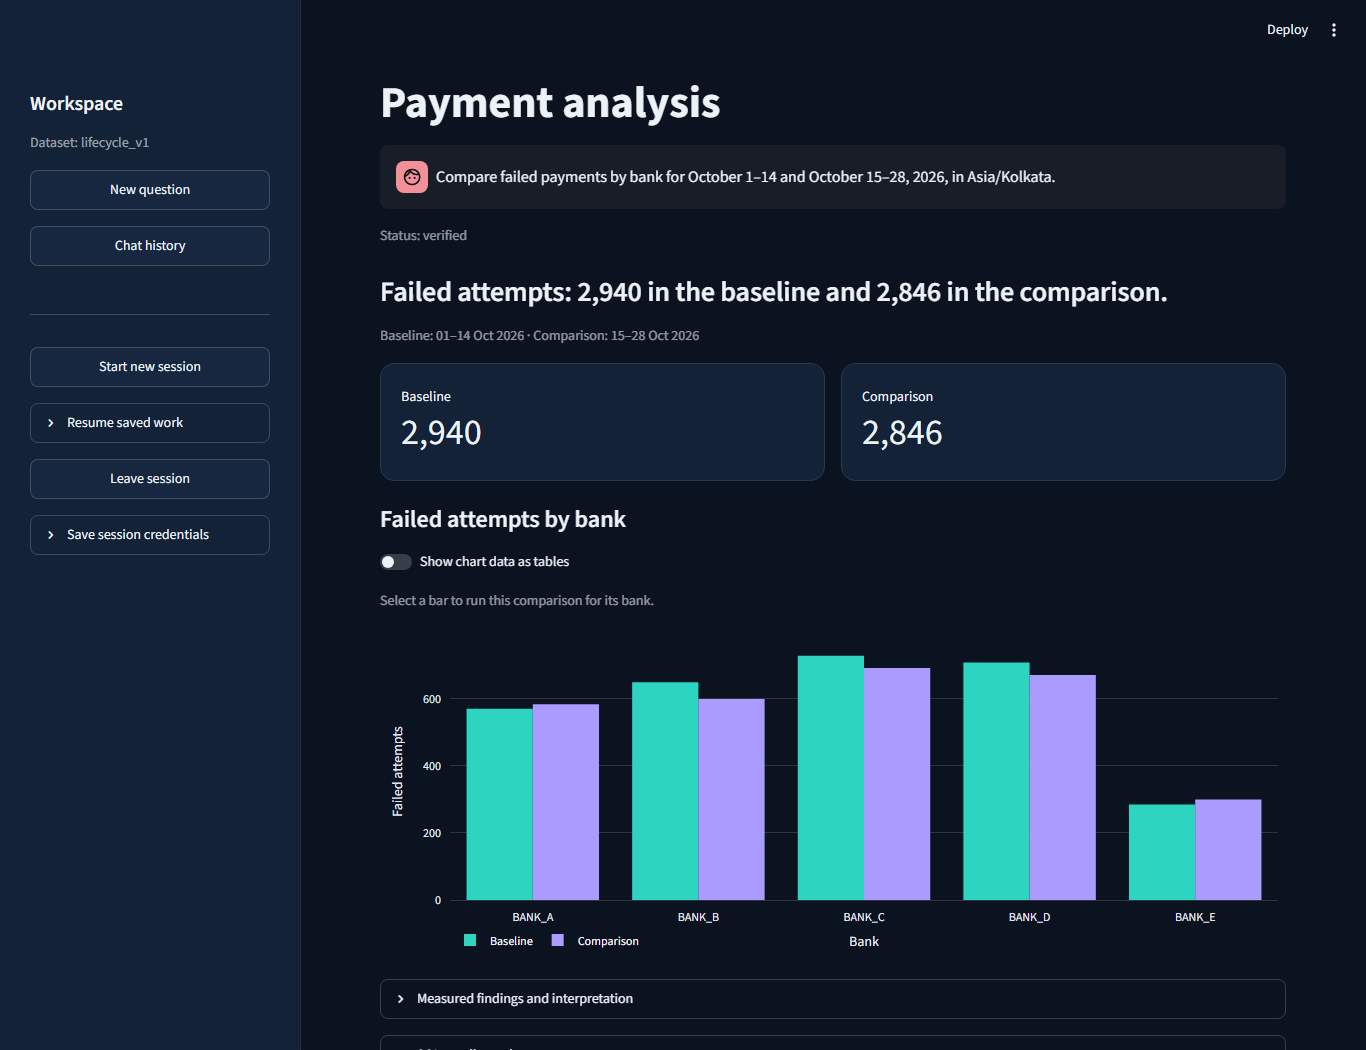 Deploy
Workspace
Dataset: lifecycle_v1
New question
Chat history
Start new session
Resume saved work
Leave session
Save session credentials
Payment analysis
Compare failed payments by bank for October 1–14 and October 15–28, 2026, in Asia/Kolkata.
Status: verified
Failed attempts: 2,940 in the baseline and 2,846 in the comparison.
Baseline: 01–14 Oct 2026 · Comparison: 15–28 Oct 2026
Baseline
2,940
Comparison
2,846
Failed attempts by bank
Show chart data as tables
Select a bar to run this comparison for its bank.
Failed attempts
600
400
200
0
BANK_A
BANK_B
BANK_C
BANK_D
BANK_E
Bank
Baseline
Comparison
Measured findings and interpretation